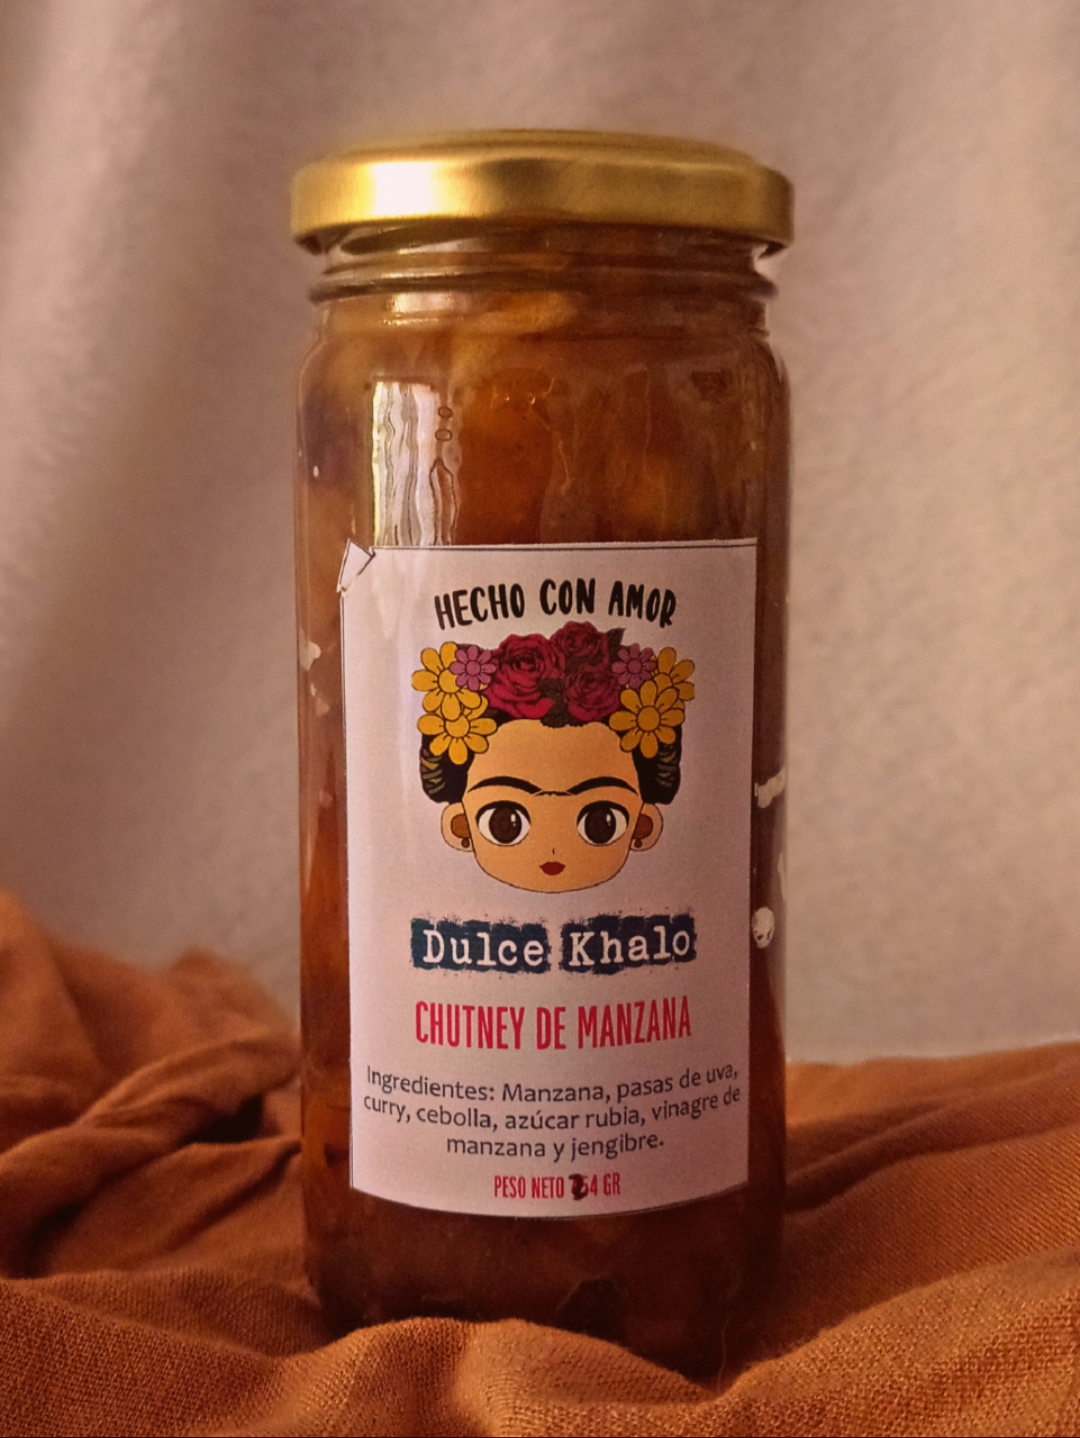 HECHO CON AMOR
Dulce Khalo
CHUTNEY DE MANZANA
Ingredientes: Manzana, pasas de uva,
curry, cebolla, azúcar rubia, vinagre de
manzana y jengibre.
PESO NETO GR